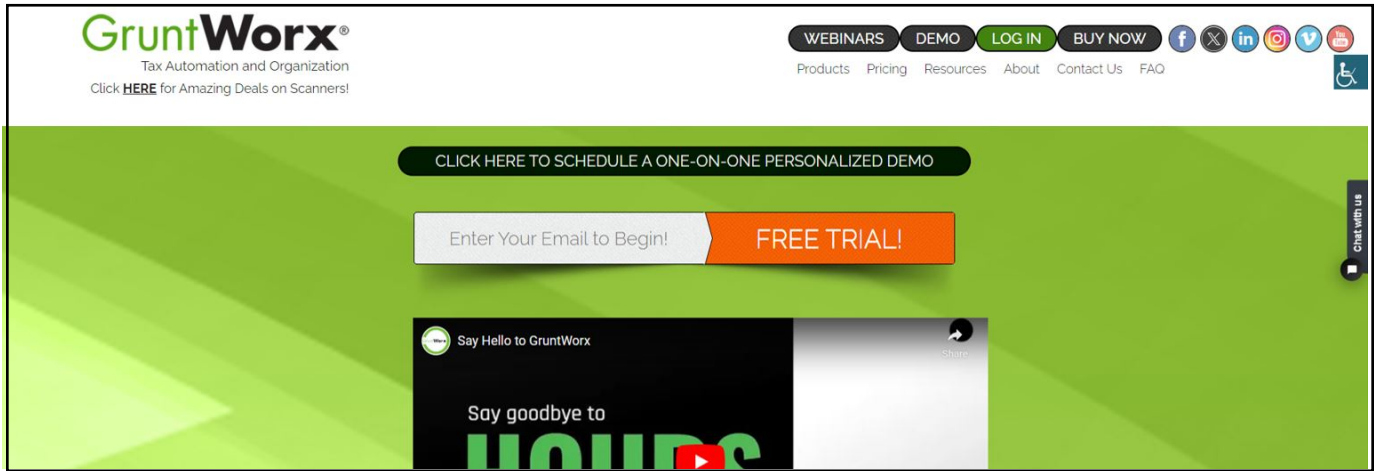 GruntWorx®
Tax Automation and Organization
Click HERE for Amazing Deals on Scanners!
WEBINARS DEMO LOG IN BUY NOW
Products Pricing Resources About Contact Us FAQ
CLICK HERE TO SCHEDULE A ONE-ON-ONE PERSONALIZED DEMO
Enter Your Email to Begin! FREE TRIAL!
Chat with us
Say Hello to GruntWorx
Share
Say goodbye to
HOURS